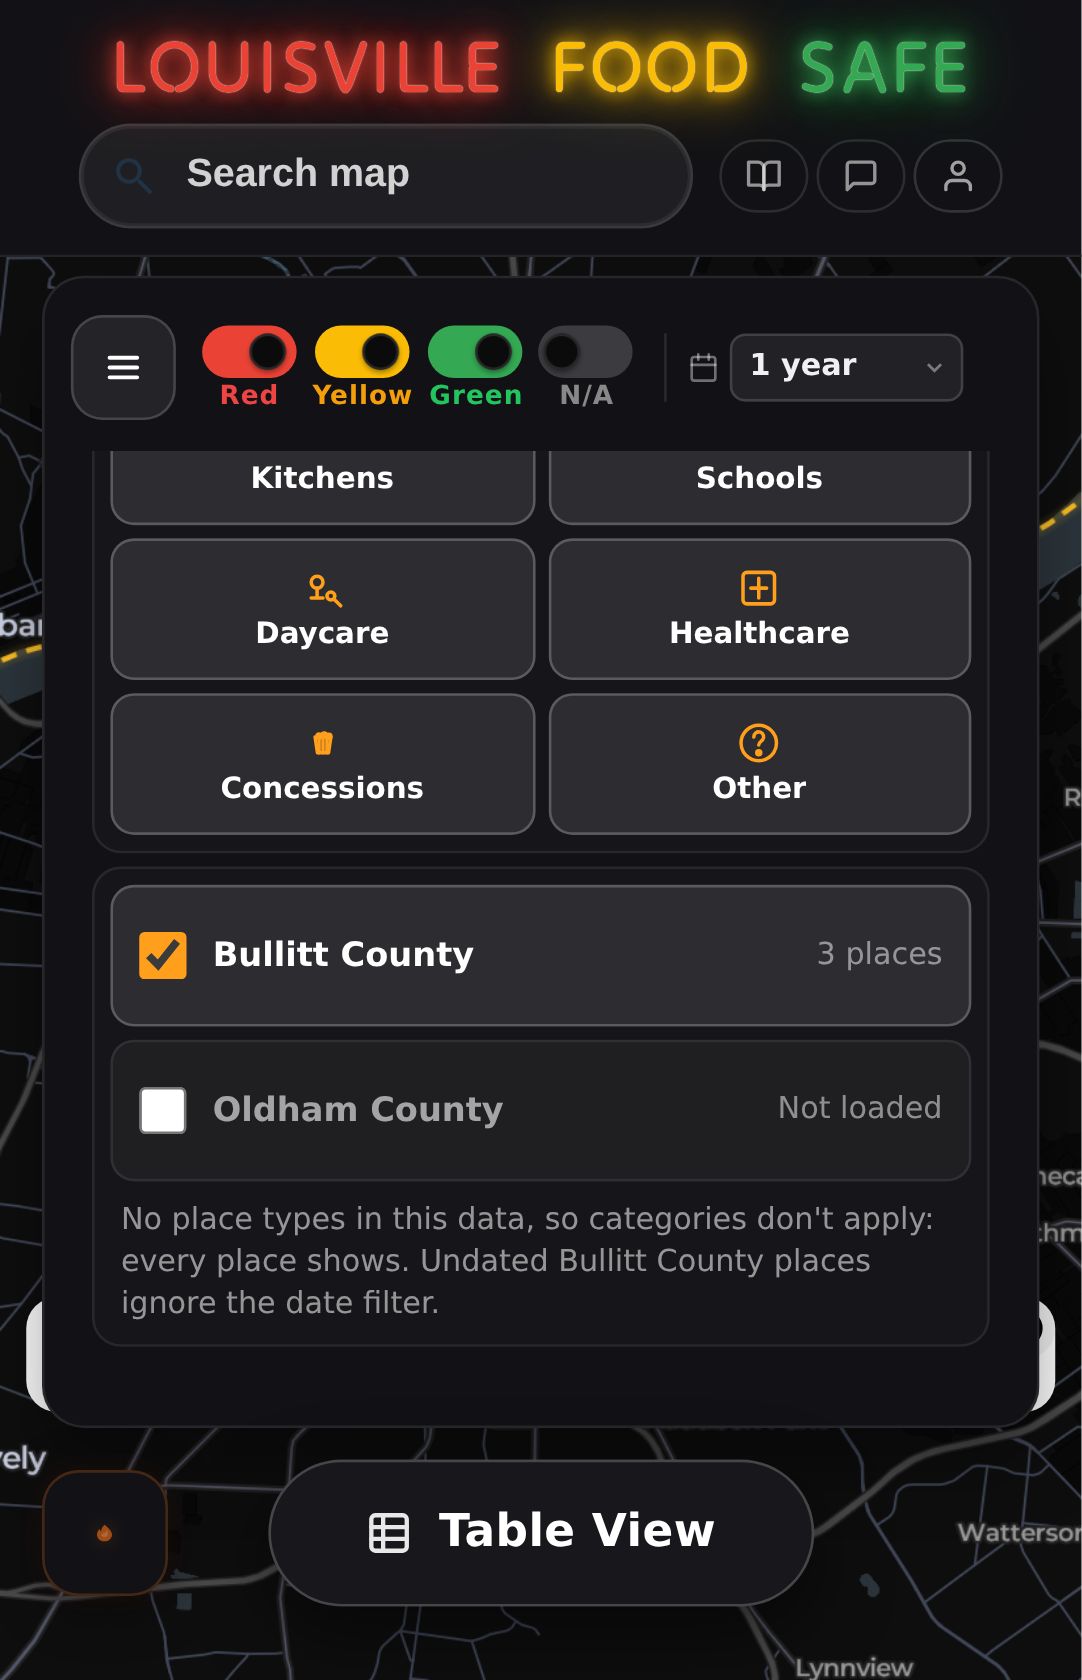 LOUISVILLE FOOD SAFE
Search map
Red
Yellow
Green
N/A
1 year
Kitchens
Schools
Daycare
Healthcare
Concessions
Other
Bullitt County
3 places
Oldham County
Not loaded
No place types in this data, so categories don't apply:
every place shows. Undated Bullitt County places
ignore the date filter.
Table View
Lynnview